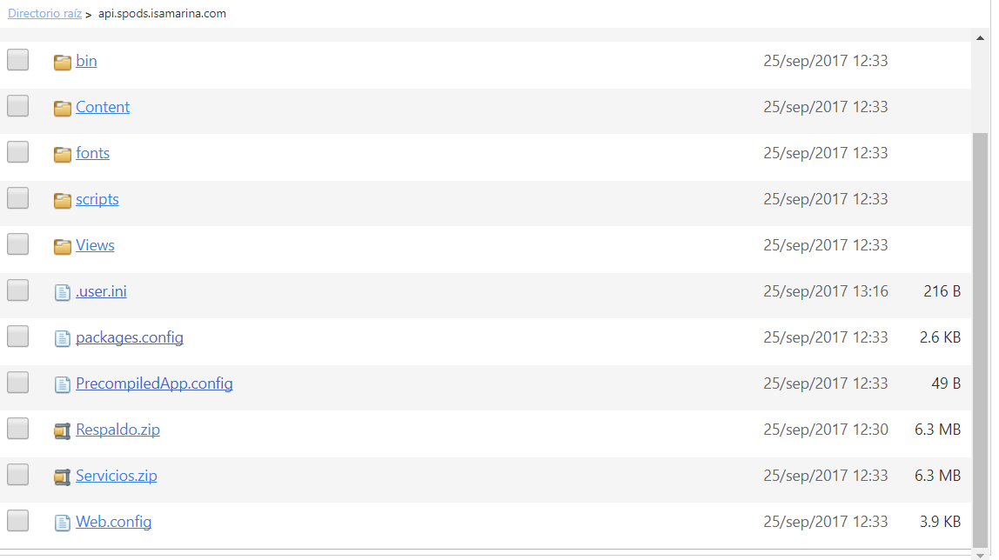 Directorio raíz > api.spods.isamarina.com
bin 25/sep/2017 12:33
Content 25/sep/2017 12:33
fonts 25/sep/2017 12:33
scripts 25/sep/2017 12:33
Views 25/sep/2017 12:33
.user.ini 25/sep/2017 13:16 216 B
packages.config 25/sep/2017 12:33 2.6 KB
PrecompiledApp.config 25/sep/2017 12:33 49 B
Respaldo.zip 25/sep/2017 12:30 6.3 MB
Servicios.zip 25/sep/2017 12:33 6.3 MB
Web.config 25/sep/2017 12:33 3.9 KB